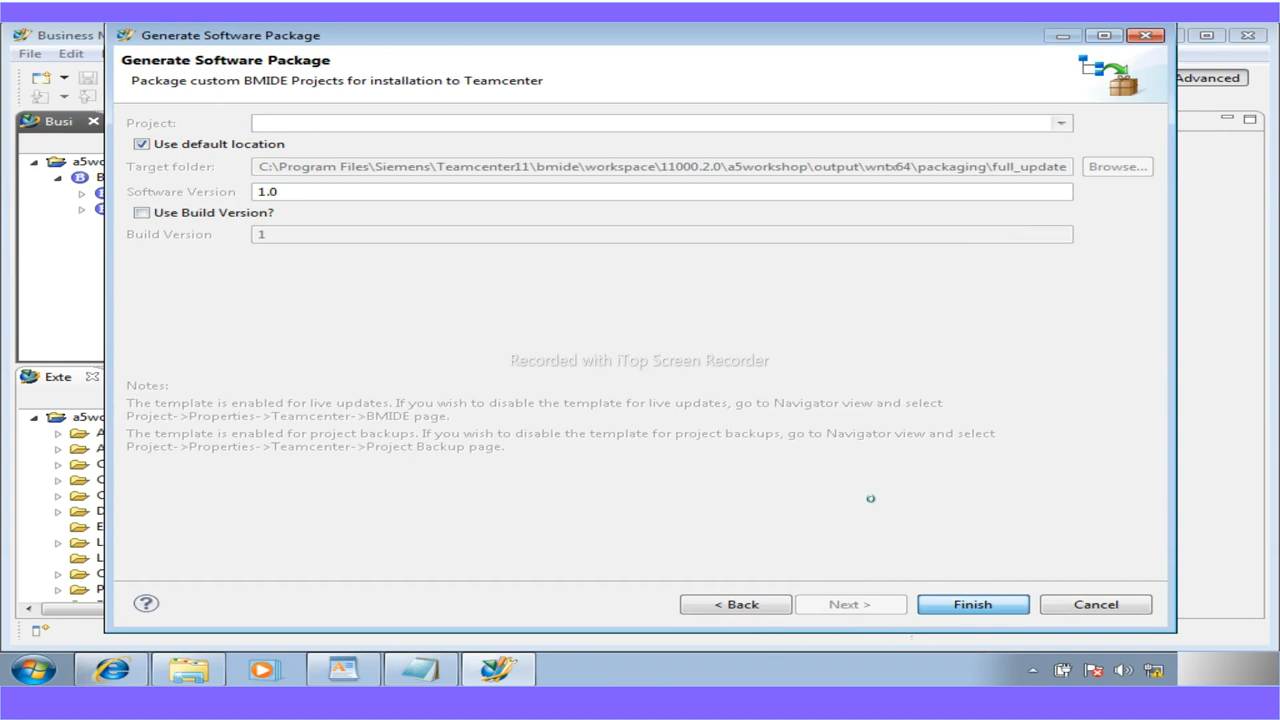 Business M
Generate Software Package
File Edit
Generate Software Package
Package custom BMIDE Projects for installation to Teamcenter
Advanced
Busi
Project:
Use default location
a5wo
Target folder: C:\Program Files\Siemens\Teamcenter11\bmide\workspace\11000.2.0\a5workshop\output\wntx64\packaging\full_update Browse...
B
Software Version 1.0
Use Build Version?
Build Version 1
Recorded with iTop Screen Recorder
Exte
Notes:
The template is enabled for live updates. If you wish to disable the template for live updates, go to Navigator view and select
Project->Properties->Teamcenter->BMIDE page.
a5wo
The template is enabled for project backups. If you wish to disable the template for project backups, go to Navigator view and select
Project->Properties->Teamcenter->Project Backup page.
A
A
C
C
C
D
E
L
L
C
P
< Back Next > Finish Cancel